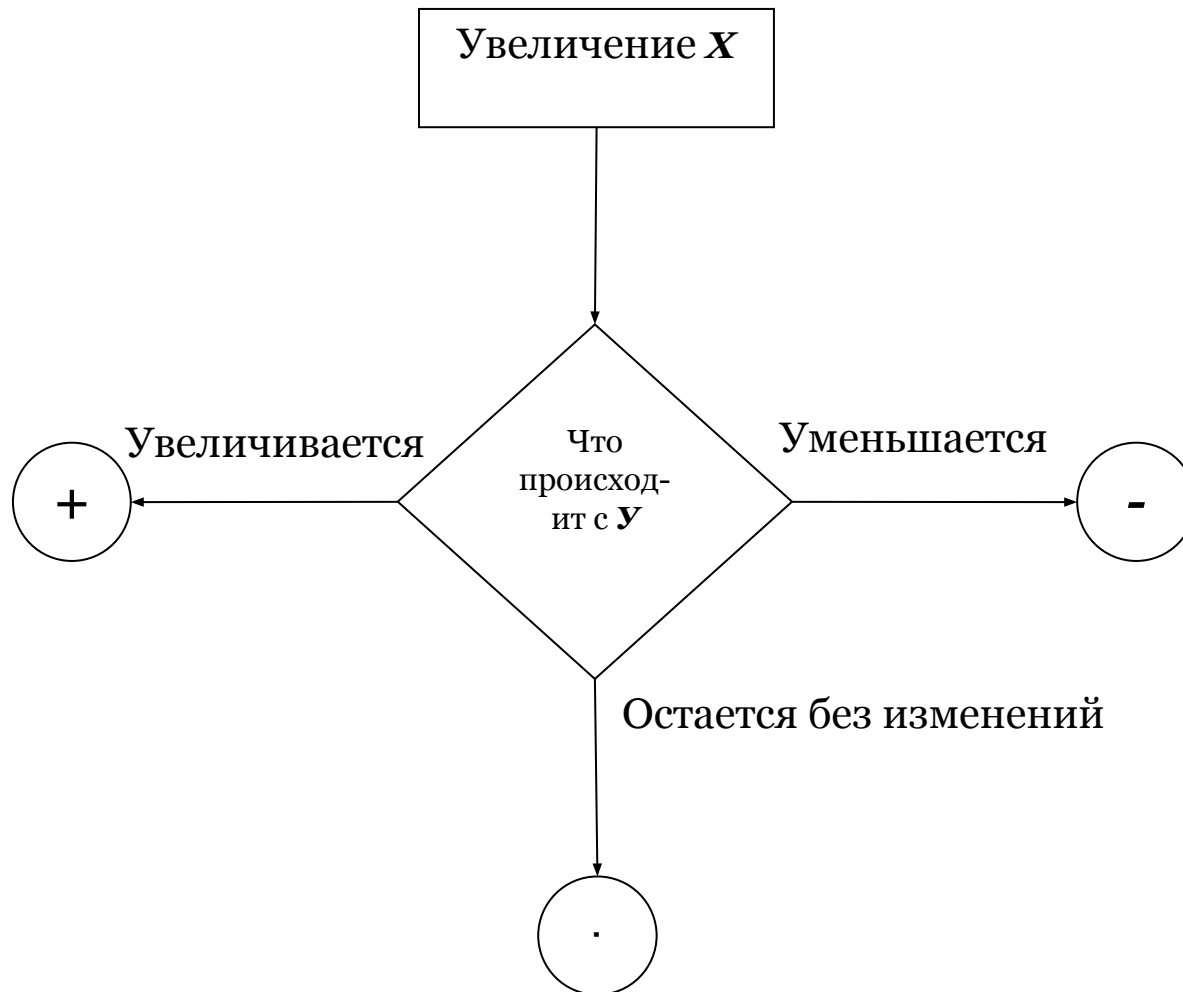 Увеличение X
Увеличивается
Что
происход-
ит с У
Уменьшается
+
-
Остается без изменений
.